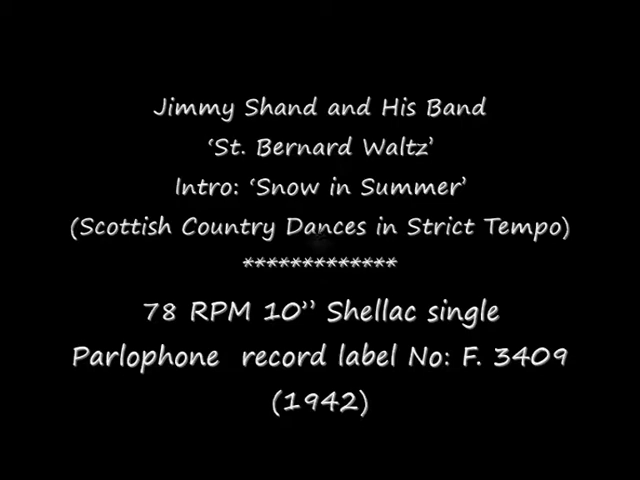 Jimmy Shand and His Band
‘St. Bernard Waltz’
Intro: ‘Snow in Summer’
(Scottish Country Dances in Strict Tempo)
*************
78 RPM 10” Shellac single
Parlophone  record label No: F. 3409
(1942)